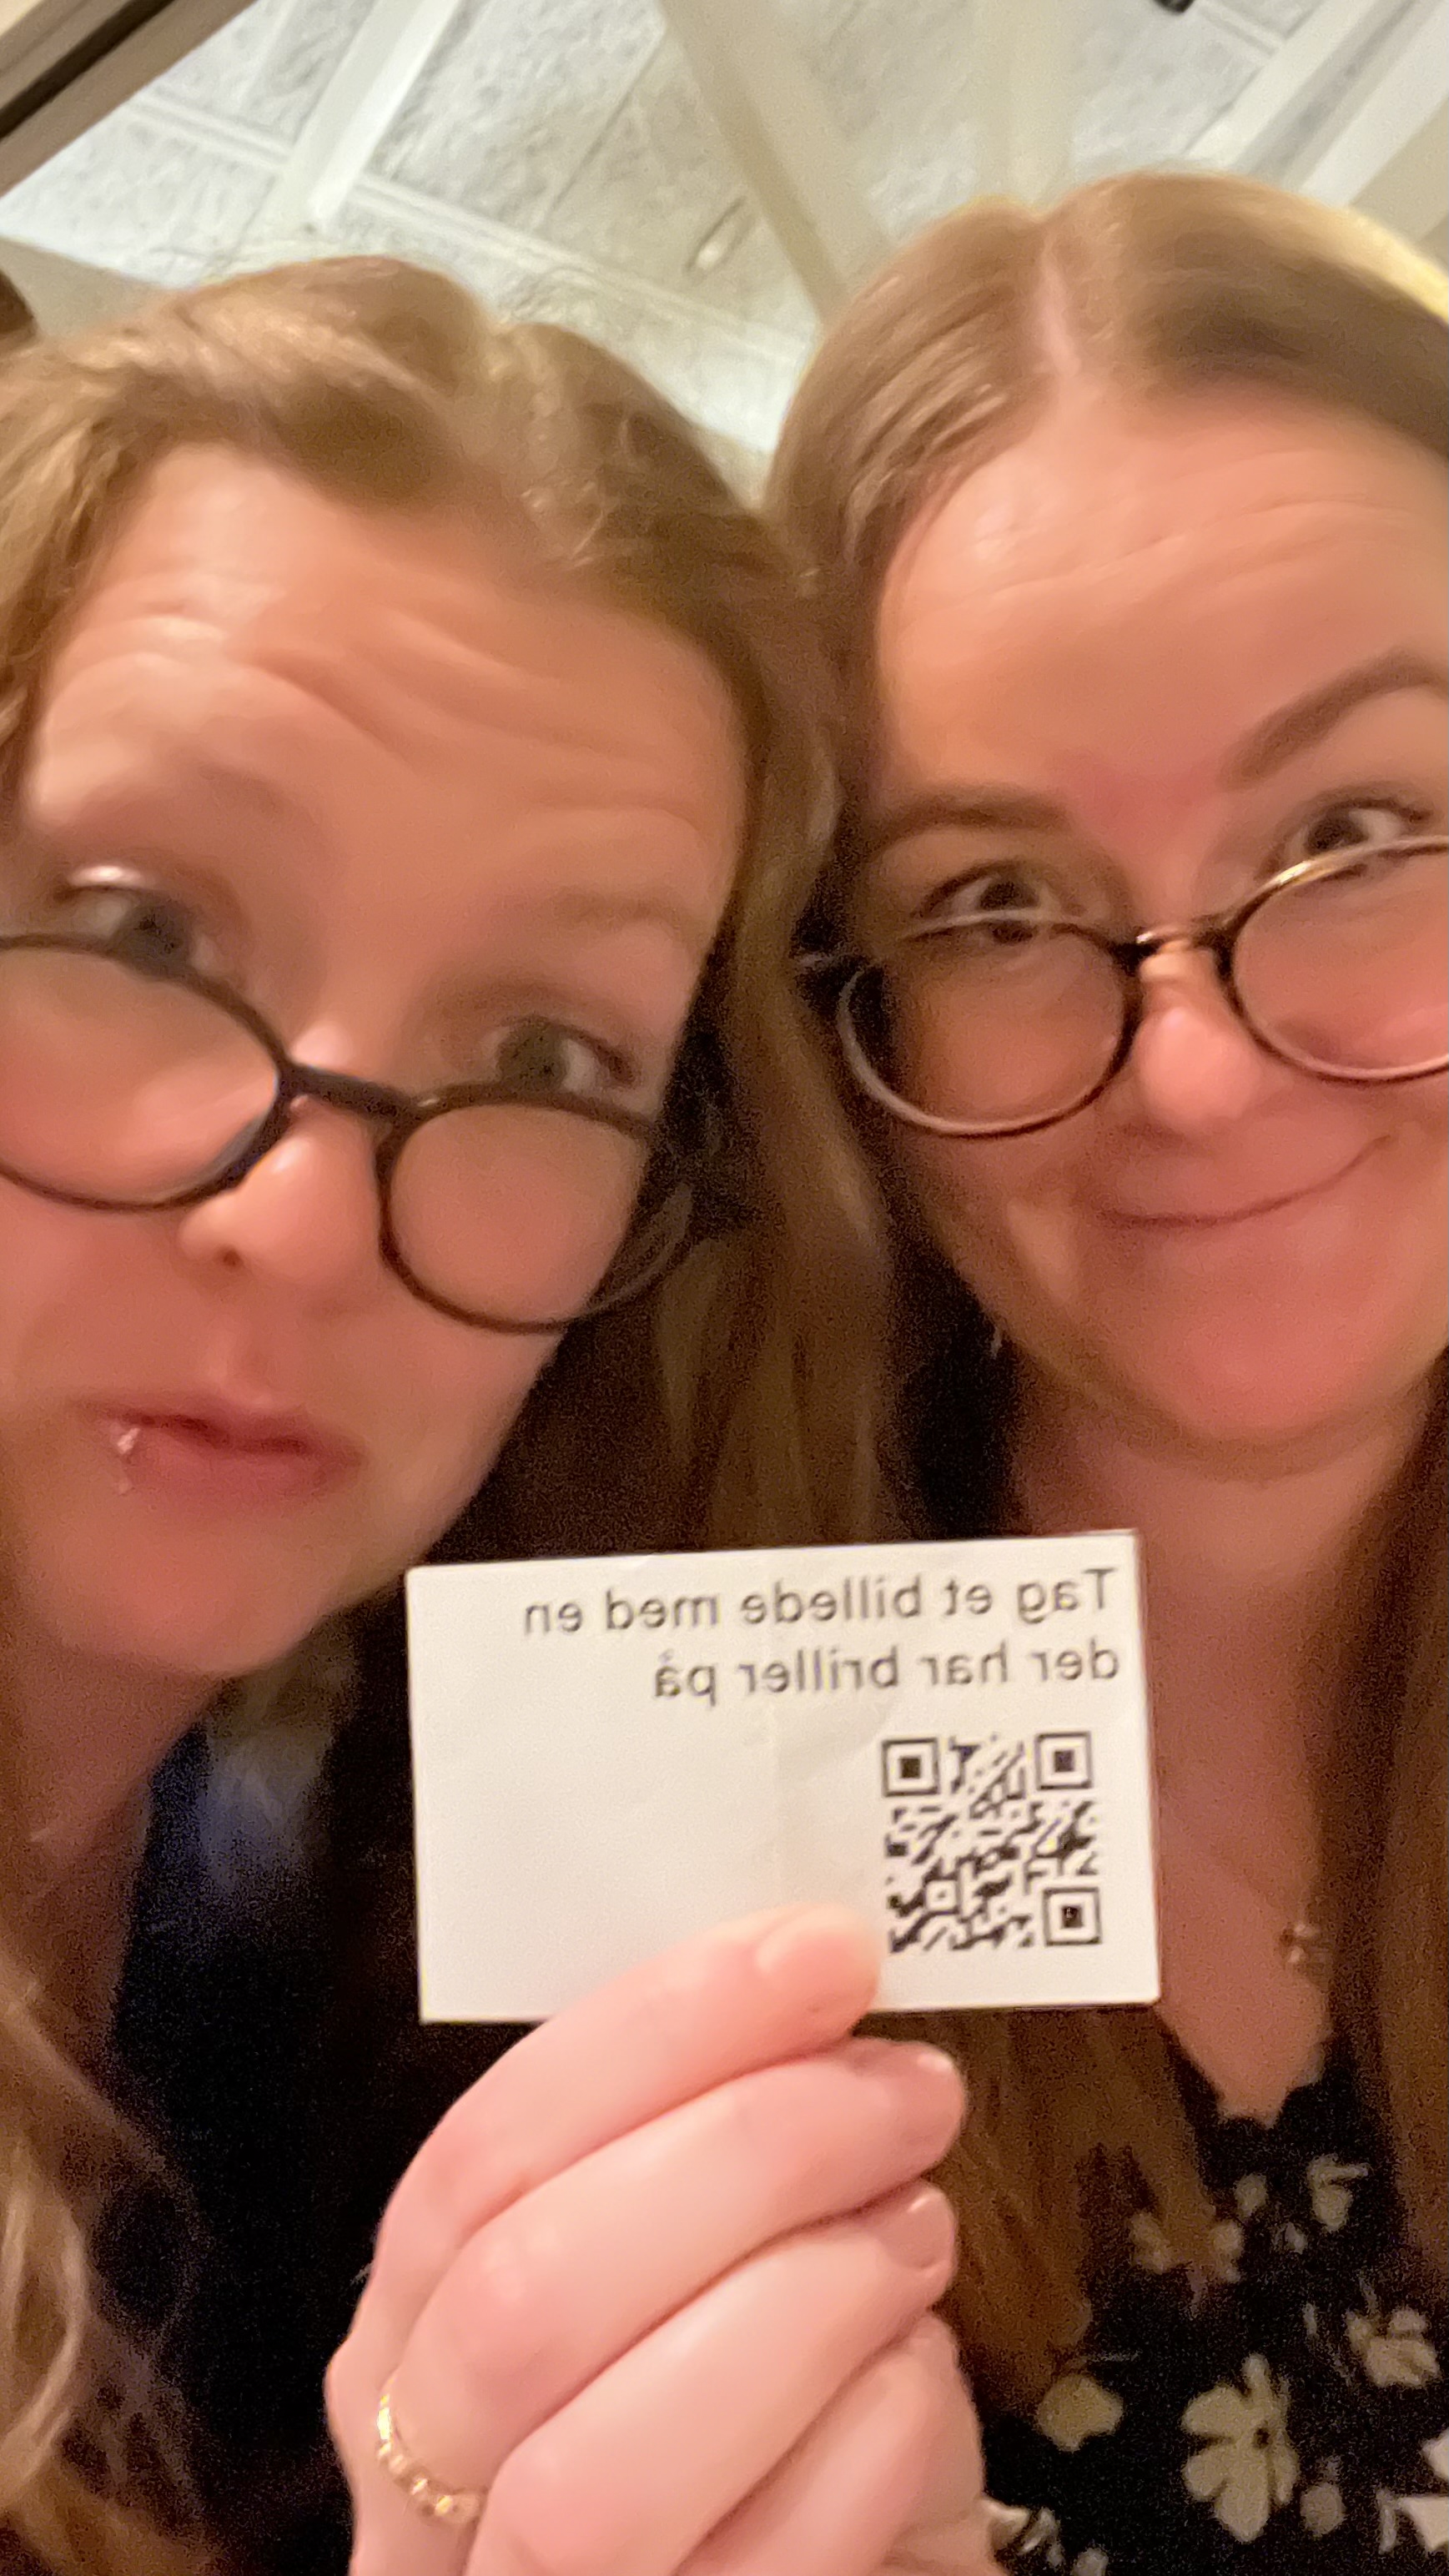 Tag et billede med en
der har briller på